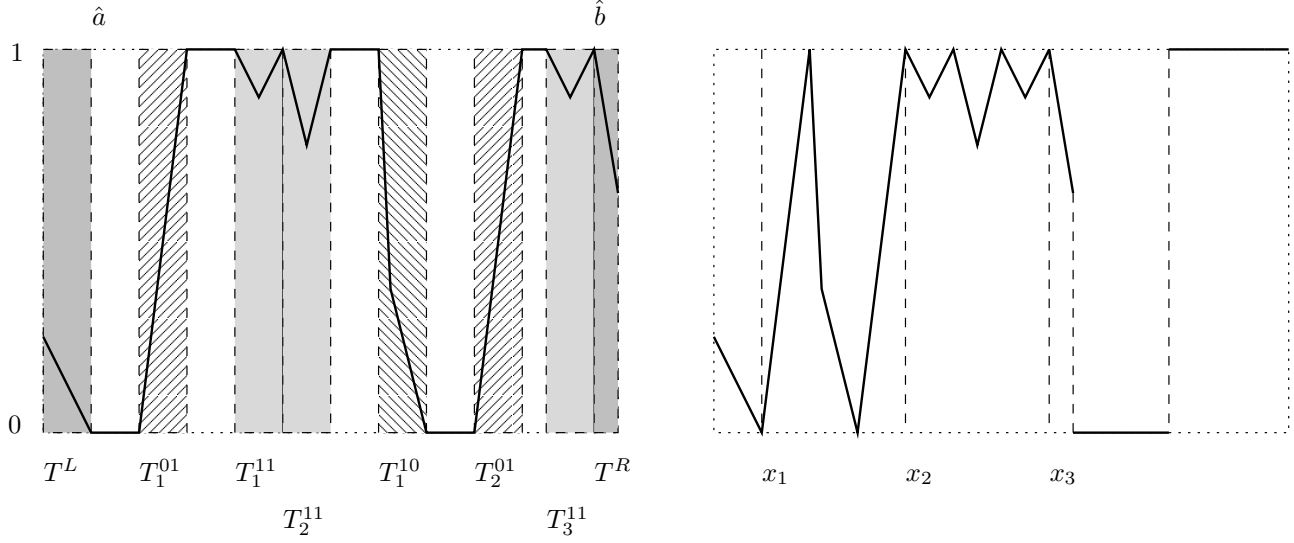 â b̂
1
0
T^L T_1^{01} T_1^{11} T_1^{10} T_2^{01} T^R x_1 x_2 x_3
T_2^{11} T_3^{11}